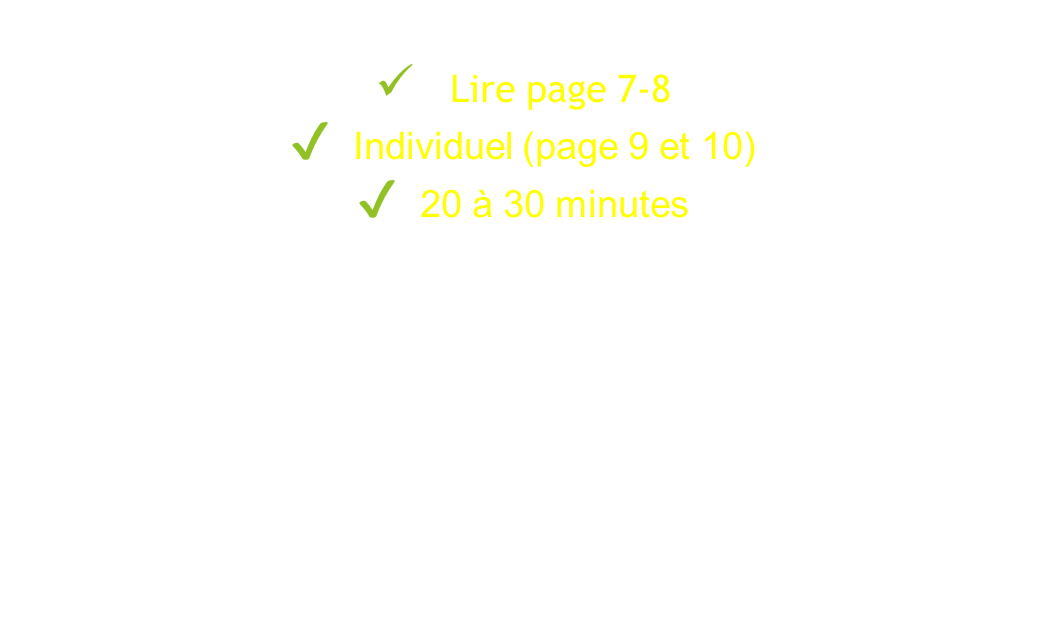 ✓ Lire page 7-8
✓ Individuel (page 9 et 10)
✓ 20 à 30 minutes